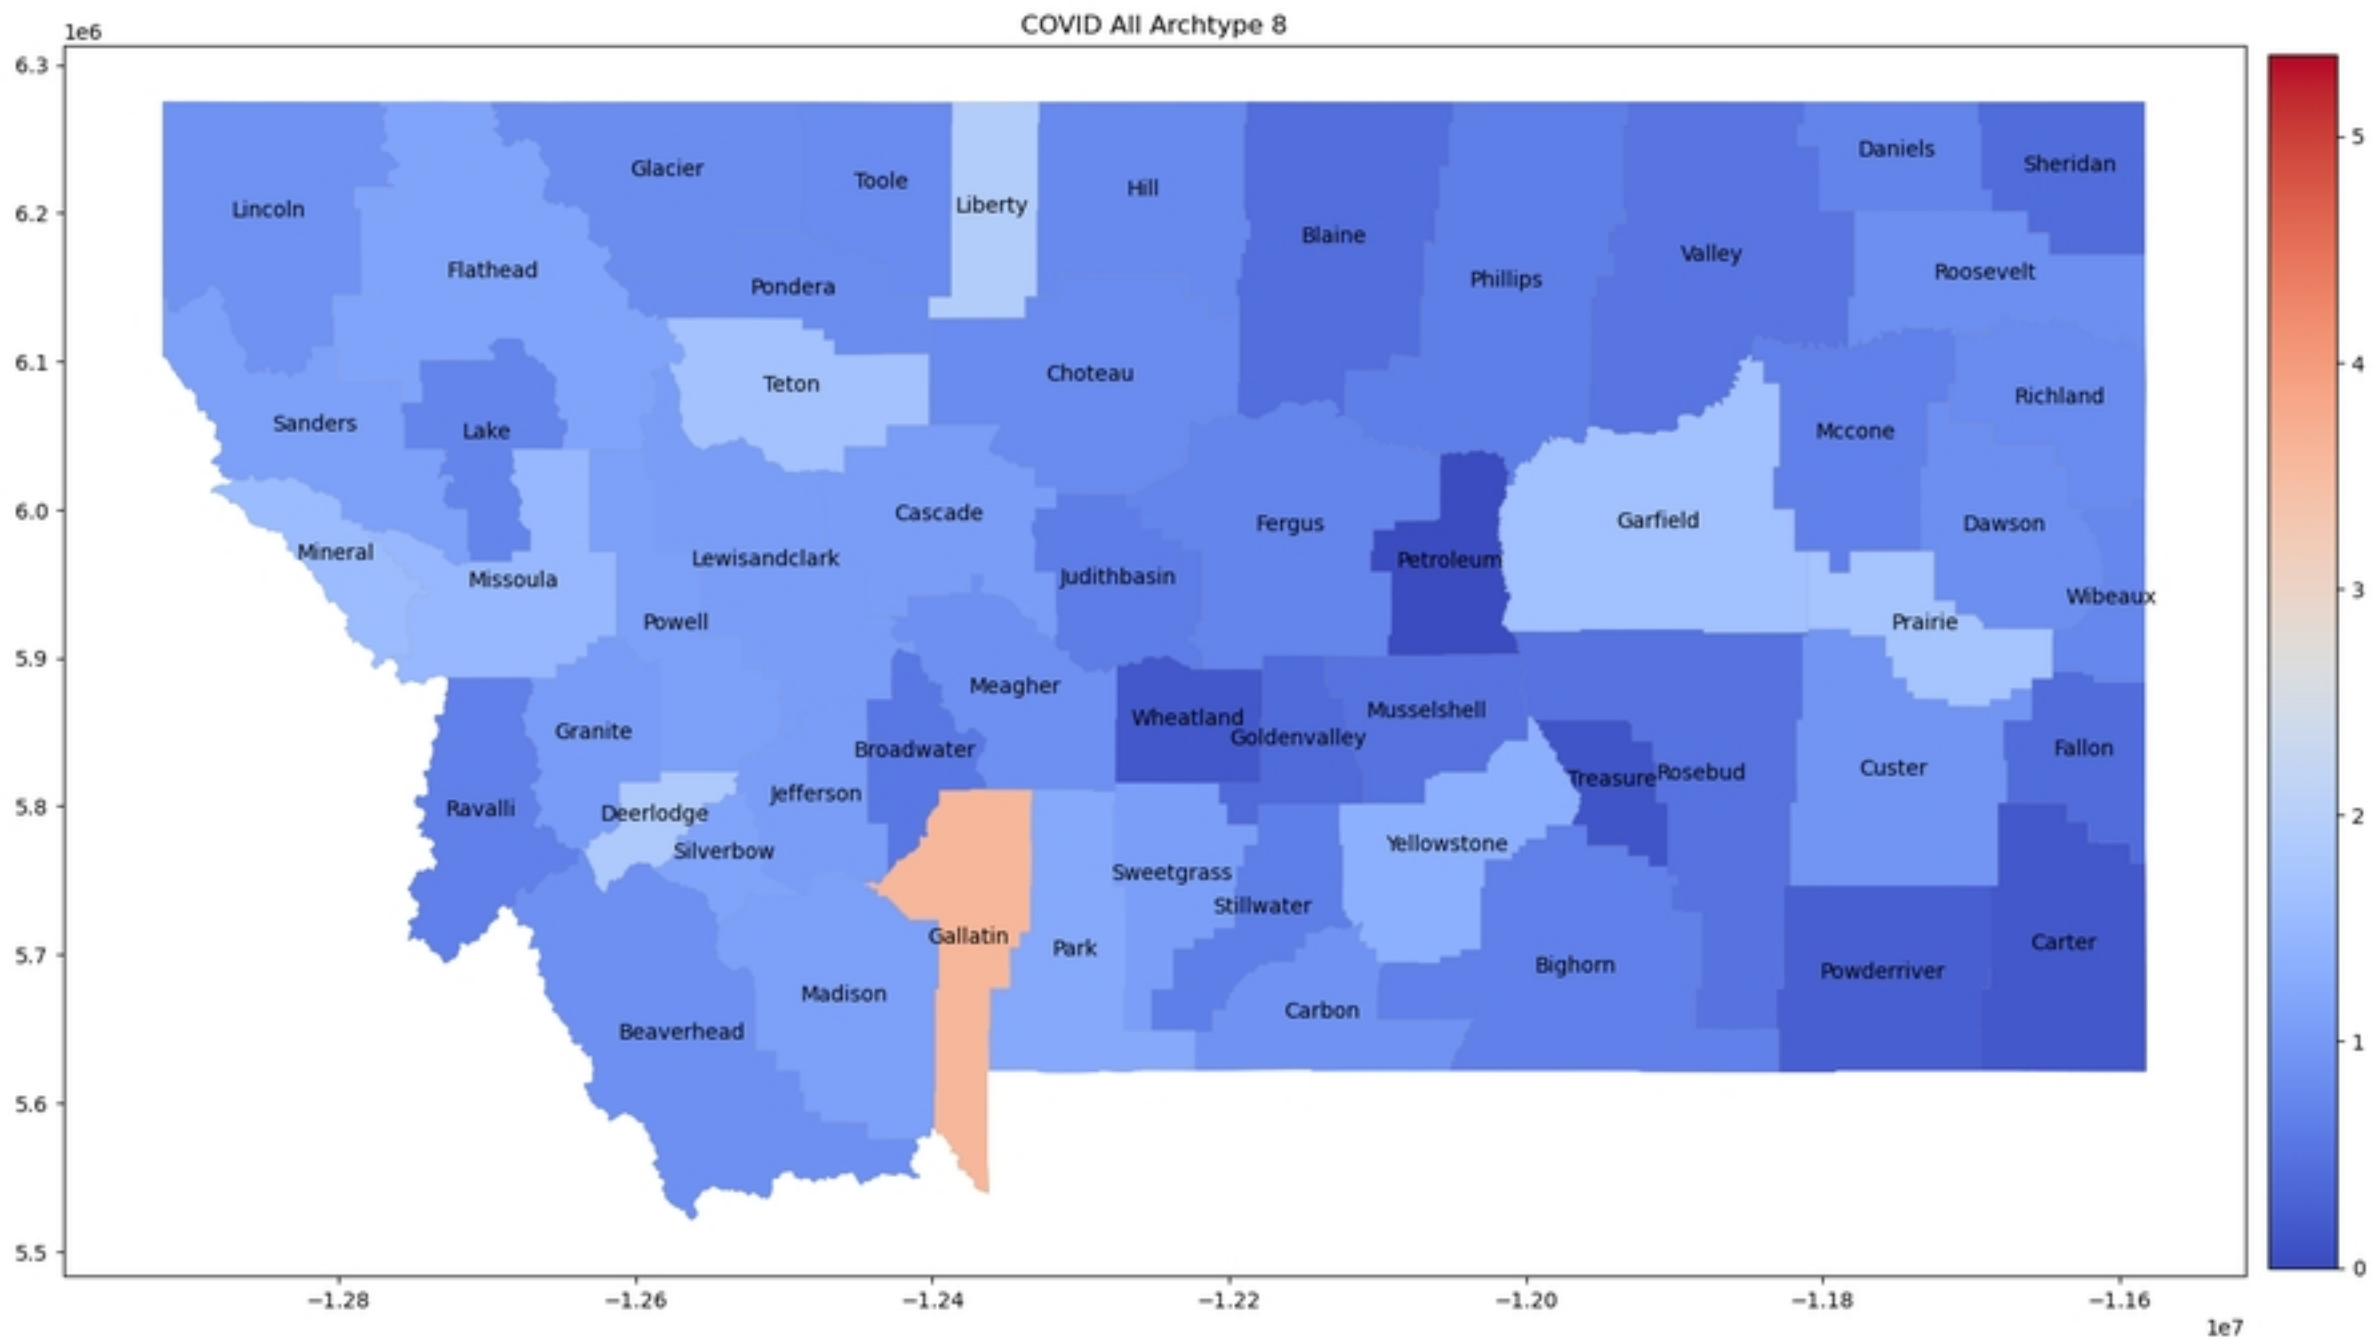 COVID All Archtype 8
1e6
6.3
6.2
6.1
6.0
5.9
5.8
5.7
5.6
5.5
Daniels
Sheridan
Glacier
Toole
Hill
Liberty
Lincoln
Blaine
Valley
Flathead
Roosevelt
Phillips
Pondera
Choteau
Teton
Richland
Sanders
Lake
Mccone
Cascade
Garfield
Fergus
Dawson
Mineral
Lewisandclark
Petroleum
Missoula
Judithbasin
Wibeaux
Powell
Prairie
Meagher
Musselshell
Wheatland
Granite
Goldenvalley
Broadwater
Fallon
Custer
Rosebud
Treasure
Jefferson
Ravalli
Deerlodge
Yellowstone
Silverbow
Sweetgrass
Stillwater
Gallatin
Carter
Park
Bighorn
Powderriver
Madison
Carbon
Beaverhead
−1.28 −1.26 −1.24 −1.22 −1.20 −1.18 −1.16
1e7
5
4
3
2
1
0